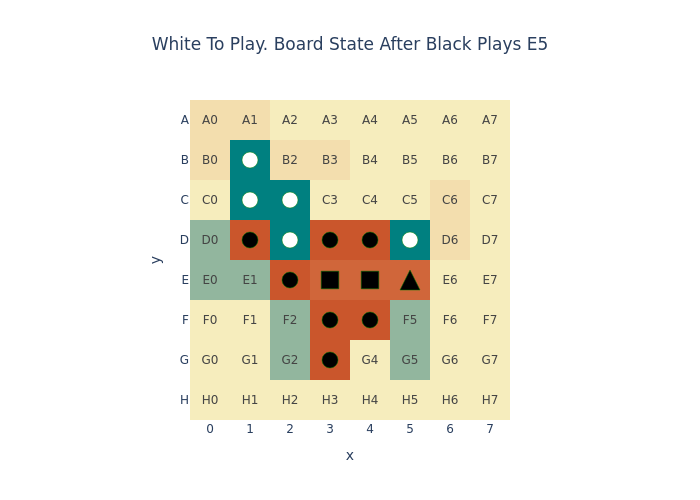 White To Play. Board State After Black Plays E5
A A0 A1 A2 A3 A4 A5 A6 A7
B B0 B2 B3 B4 B5 B6 B7
C C0 C3 C4 C5 C6 C7
D D0 D6 D7
E E0 E1 E6 E7
F F0 F1 F2 F5 F6 F7
G G0 G1 G2 G4 G5 G6 G7
H H0 H1 H2 H3 H4 H5 H6 H7
0 1 2 3 4 5 6 7
x
y